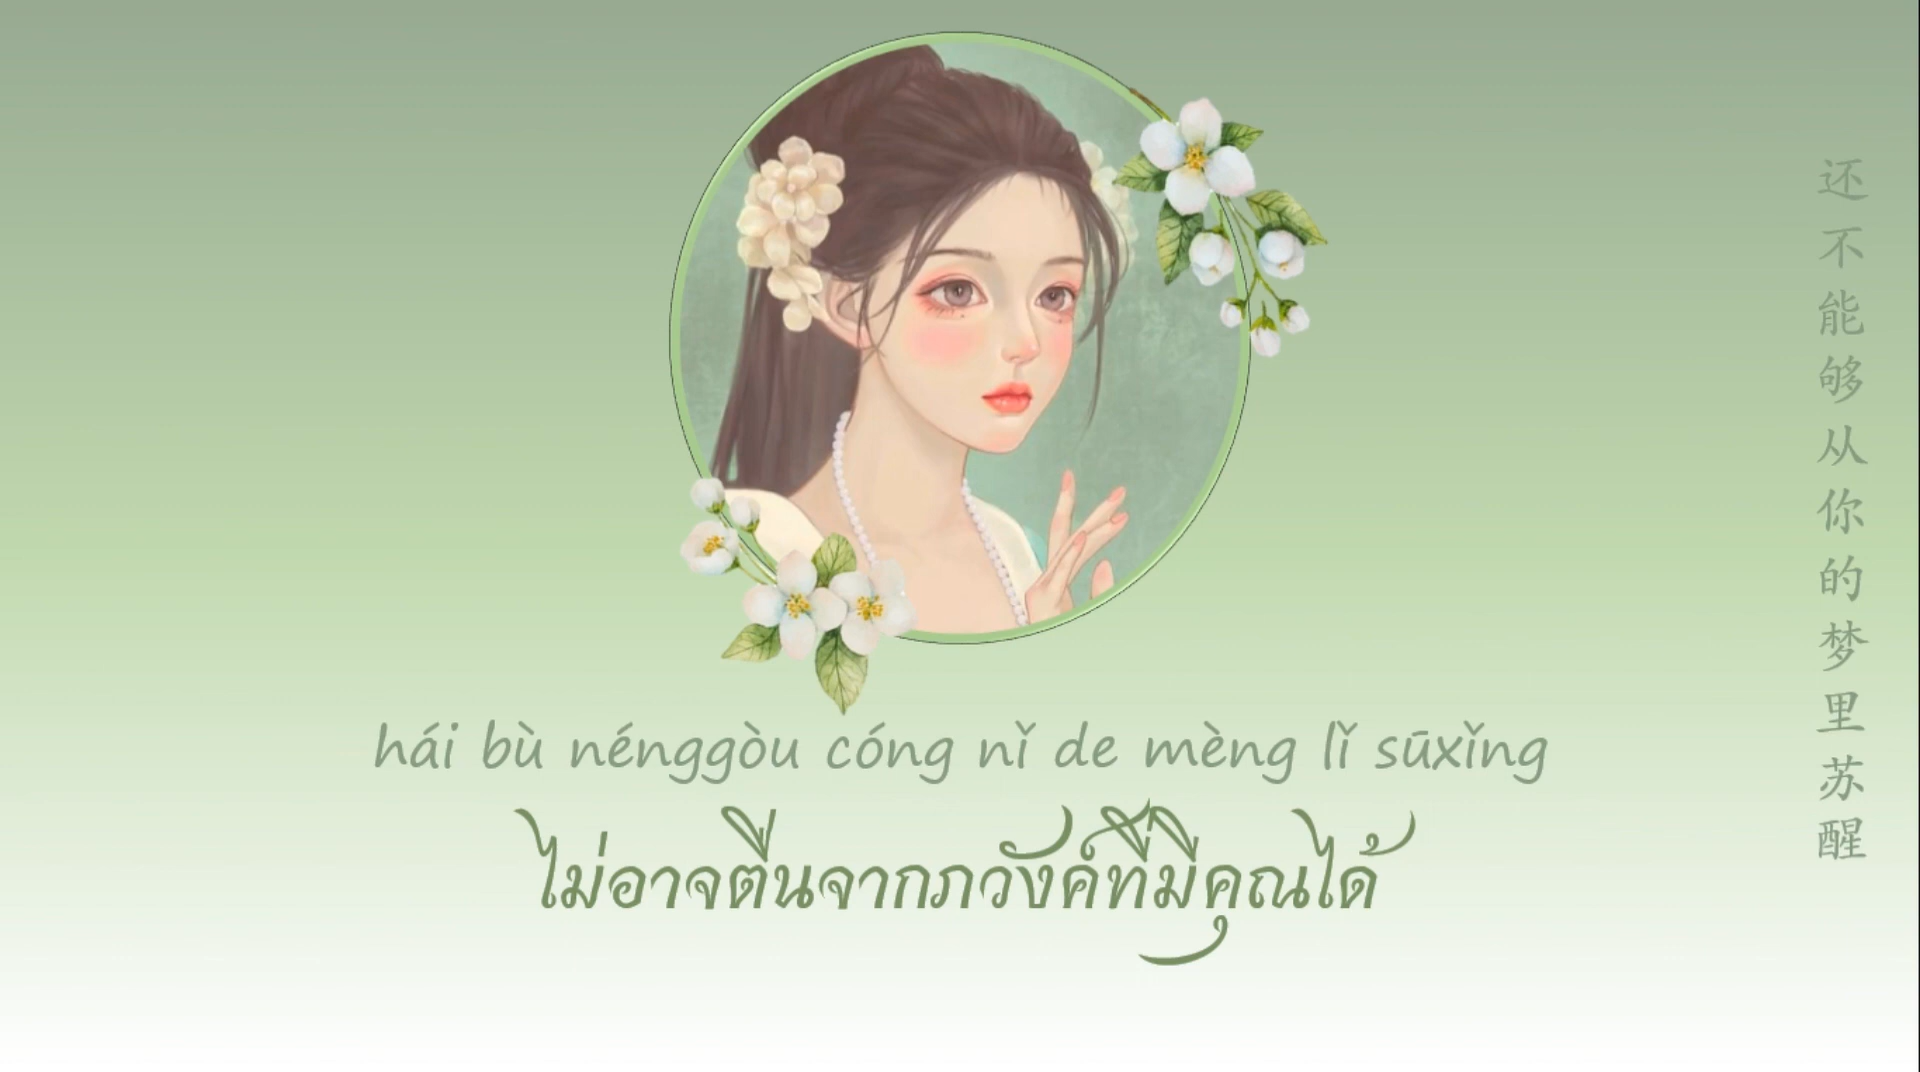 hái bù nénggòu cóng nǐ de mèng lǐ sūxǐng
ไม่อาจตื่นจากภวังค์ที่มีคุณได้
还不能够从你的梦里苏醒